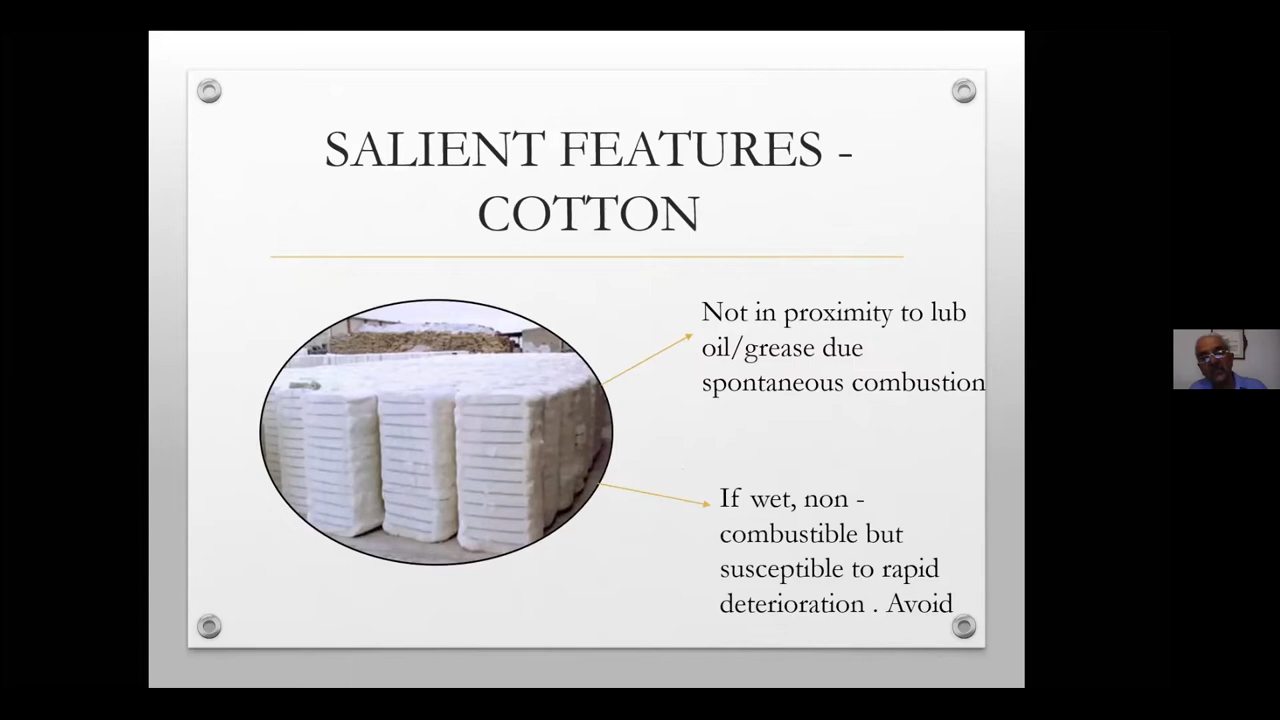 SALIENT FEATURES -
COTTON
Not in proximity to lub
oil/grease due
spontaneous combustion
If wet, non -
combustible but
susceptible to rapid
deterioration . Avoid